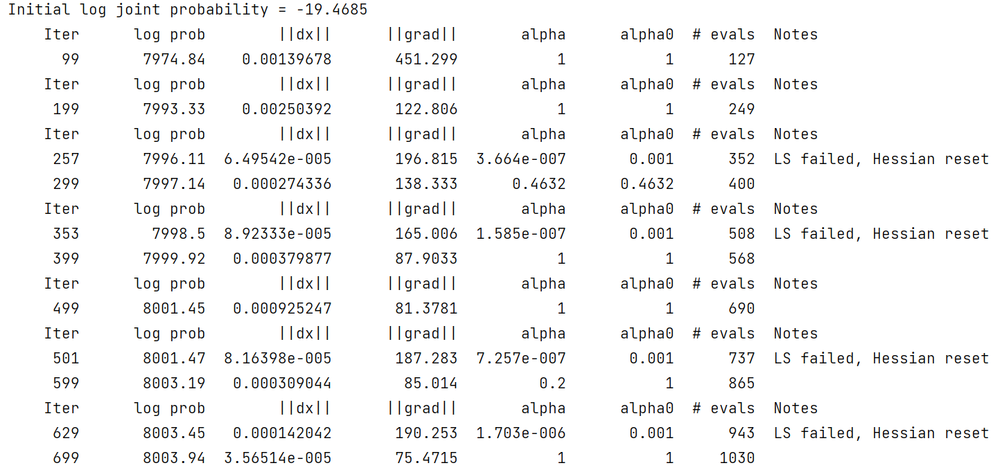 Initial log joint probability = -19.4685
    Iter      log prob        ||dx||      ||grad||       alpha      alpha0  # evals  Notes
      99       7974.84    0.00139678       451.299           1           1      127
    Iter      log prob        ||dx||      ||grad||       alpha      alpha0  # evals  Notes
     199       7993.33    0.00250392       122.806           1           1      249
    Iter      log prob        ||dx||      ||grad||       alpha      alpha0  # evals  Notes
     257       7996.11  6.49542e-005       196.815  3.664e-007       0.001      352  LS failed, Hessian reset
     299       7997.14   0.000274336       138.333      0.4632      0.4632      400
    Iter      log prob        ||dx||      ||grad||       alpha      alpha0  # evals  Notes
     353        7998.5  8.92333e-005       165.006  1.585e-007       0.001      508  LS failed, Hessian reset
     399       7999.92   0.000379877       87.9033           1           1      568
    Iter      log prob        ||dx||      ||grad||       alpha      alpha0  # evals  Notes
     499       8001.45   0.000925247       81.3781           1           1      690
    Iter      log prob        ||dx||      ||grad||       alpha      alpha0  # evals  Notes
     501       8001.47  8.16398e-005       187.283  7.257e-007       0.001      737  LS failed, Hessian reset
     599       8003.19   0.000309044        85.014         0.2           1      865
    Iter      log prob        ||dx||      ||grad||       alpha      alpha0  # evals  Notes
     629       8003.45   0.000142042       190.253  1.703e-006       0.001      943  LS failed, Hessian reset
     699       8003.94  3.56514e-005       75.4715           1           1     1030